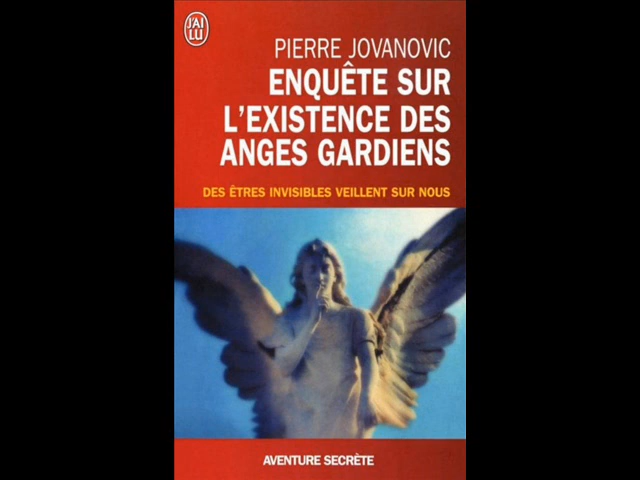 J'AI
LU
PIERRE JOVANOVIC
ENQUÊTE SUR
L'EXISTENCE DES
ANGES GARDIENS
DES ÊTRES INVISIBLES VEILLENT SUR NOUS
AVENTURE SECRÈTE